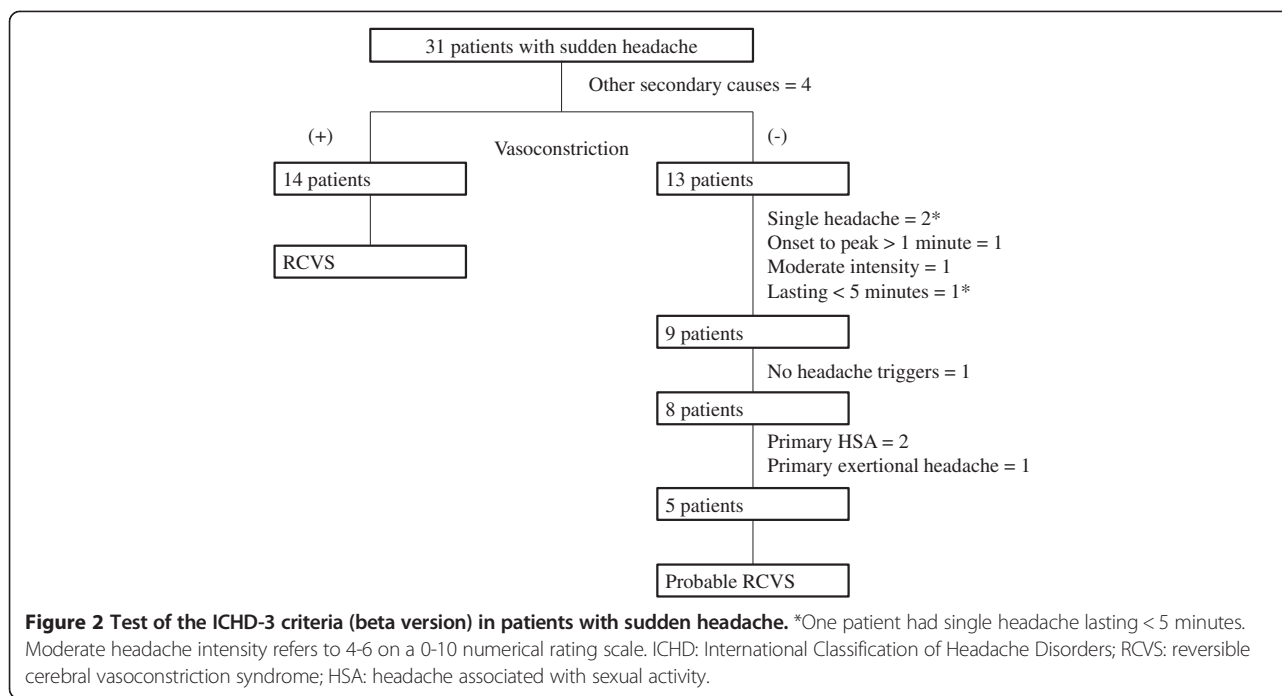 31 patients with sudden headache
Other secondary causes = 4
(+)
(-)
Vasoconstriction
14 patients
13 patients
Single headache = 2*
Onset to peak > 1 minute = 1
Moderate intensity = 1
Lasting < 5 minutes = 1*
RCVS
9 patients
No headache triggers = 1
8 patients
Primary HSA = 2
Primary exertional headache = 1
5 patients
Probable RCVS
Figure 2 Test of the ICHD-3 criteria (beta version) in patients with sudden headache. *One patient had single headache lasting < 5 minutes.
Moderate headache intensity refers to 4-6 on a 0-10 numerical rating scale. ICHD: International Classification of Headache Disorders; RCVS: reversible
cerebral vasoconstriction syndrome; HSA: headache associated with sexual activity.